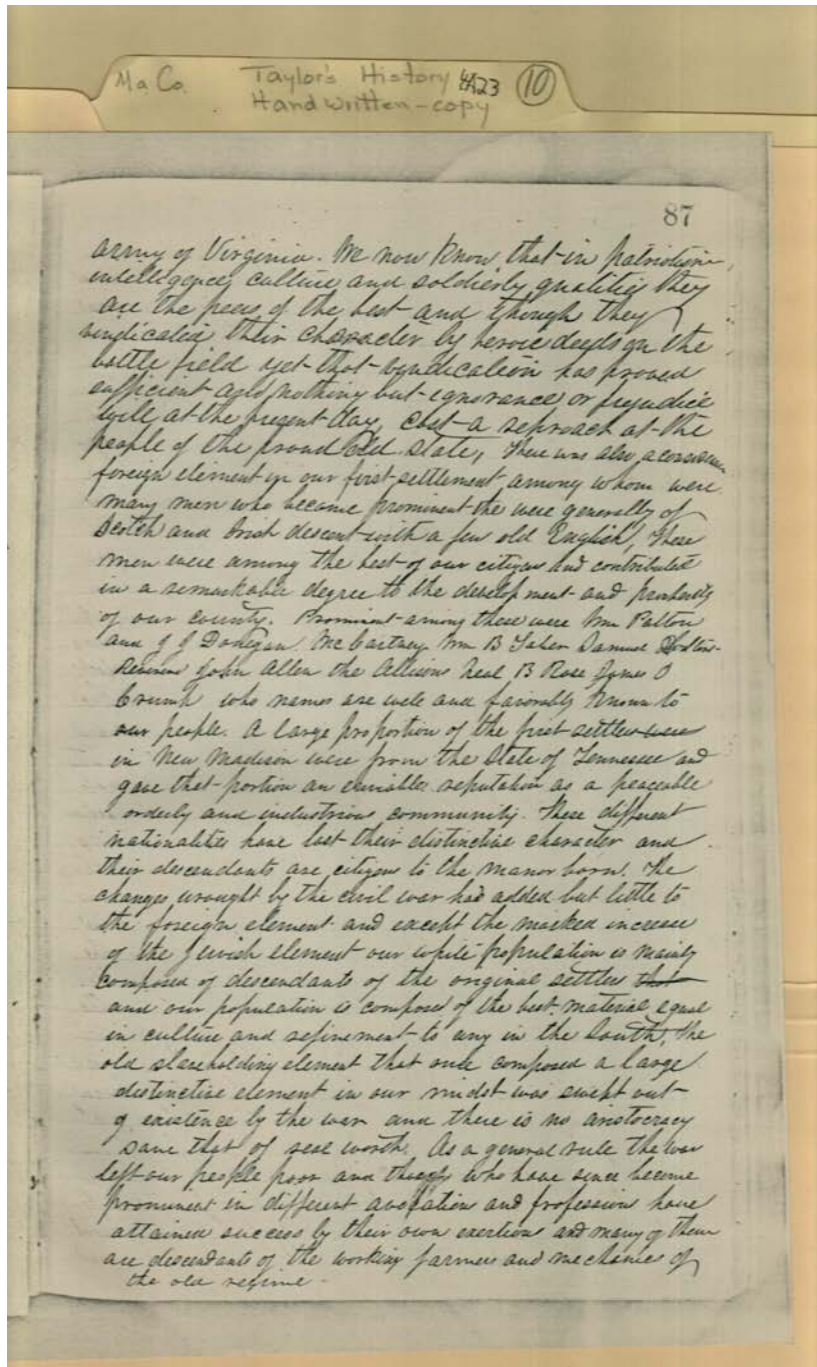 Ma. Co. Taylor's History 4A23 (10)
Handwritten-copy
87
army of Virginia. We now know, that in patriotism,
intelligence, culture and soldierly qualities they
are the peers of the best and though they
vindicated their character by heroic deeds on the
battle field yet that vindication has proved
sufficient and nothing but ignorance or prejudice
will at the present day, cast a reproach at the
people of the proud old state, There was also a
foreign element in our first settlement, among whom were
many men who became prominent the were generally of
Scotch and Irish descent with a few old English, These
men were among the best of our citizens and contributed
in a remarkable degree to the development and prosperity
of our county. Prominent among these were Wm Patton
and J J Donegan. McCartney Wm B Samuel
Reverend John Allen the Allisons Neal B Rose James O
Crump who names are well and favorably known to
our people. A large proportion of the first settlers were
in New Madison were from the State of Tennessee and
gave that portion an enviable reputation as a peaceable
orderly and industrious community. These different
nationalities have lost their distinctive character and
their descendants are citizens to the manor born. The
changes wrought by the civil war had added but little to
the foreign element and except the marked increase
of the Jewish element our white population is mainly
composed of descendants of the original settlers that
and our population is composed of the best material equal
in culture and refinement to any in the South, The
old slaveholding element that once composed a large
distinctive element in our midst was swept out
of existence by the war and there is no aristocracy
save that of real worth. As a general rule the war
left our people poor and those who have since become
prominent in different avocations and profession have
attained success by their own exertions and many of them
are descendants of the working farmers and mechanics of
the old regime.